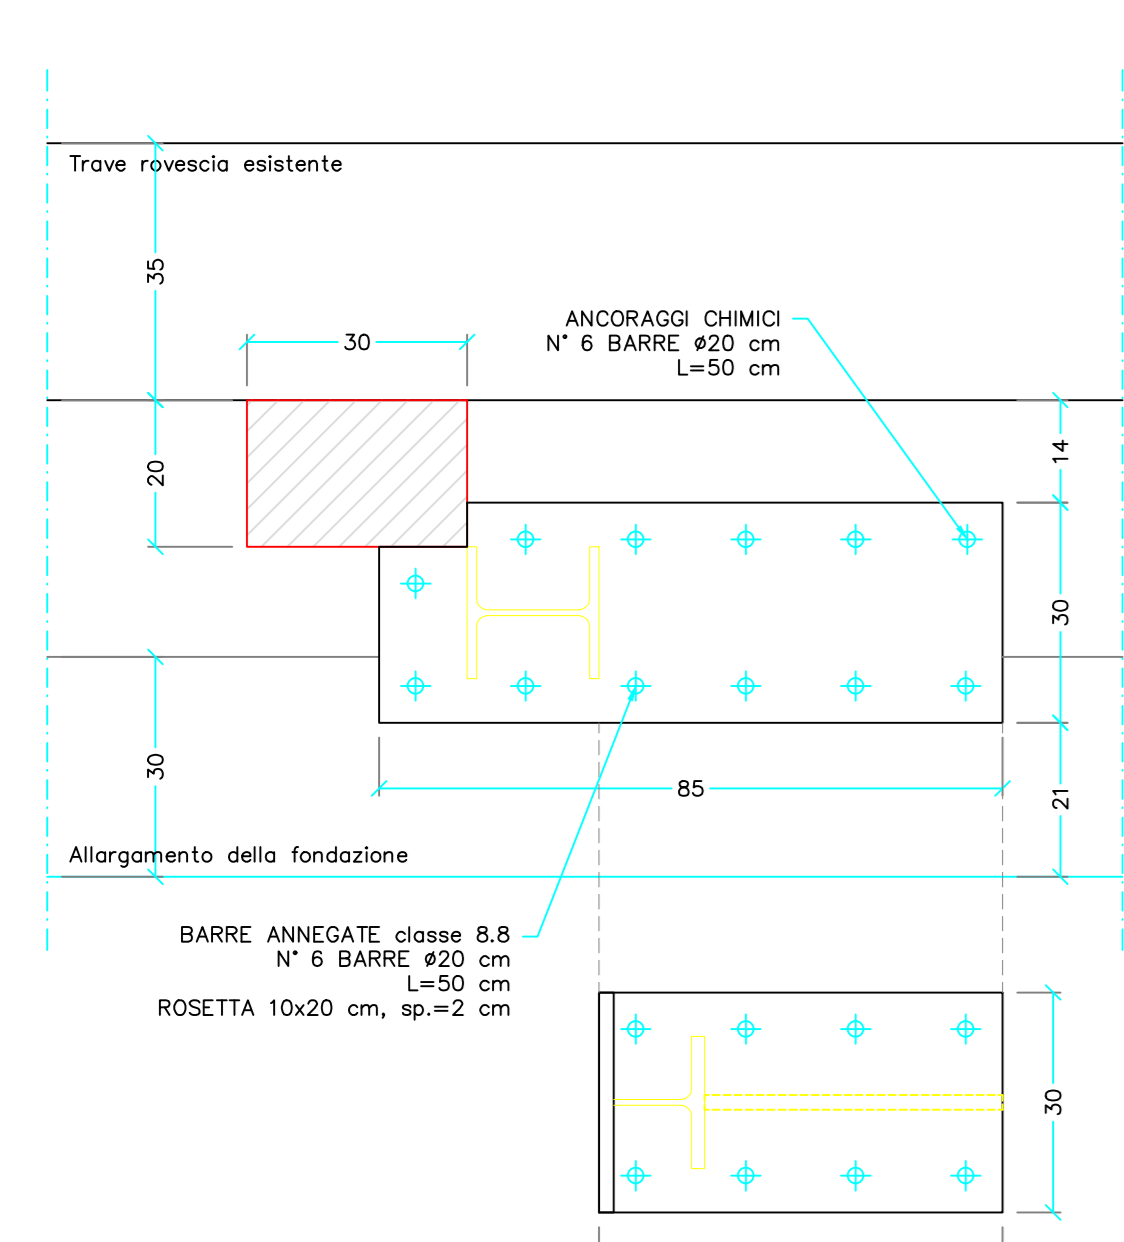 Trave rovescia esistente
35
ANCORAGGI CHIMICI
N° 6 BARRE ø20 cm
L=50 cm
30
14
20
30
30
85
21
Allargamento della fondazione
BARRE ANNEGATE classe 8.8
N° 6 BARRE ø20 cm
L=50 cm
ROSETTA 10x20 cm, sp.=2 cm
30